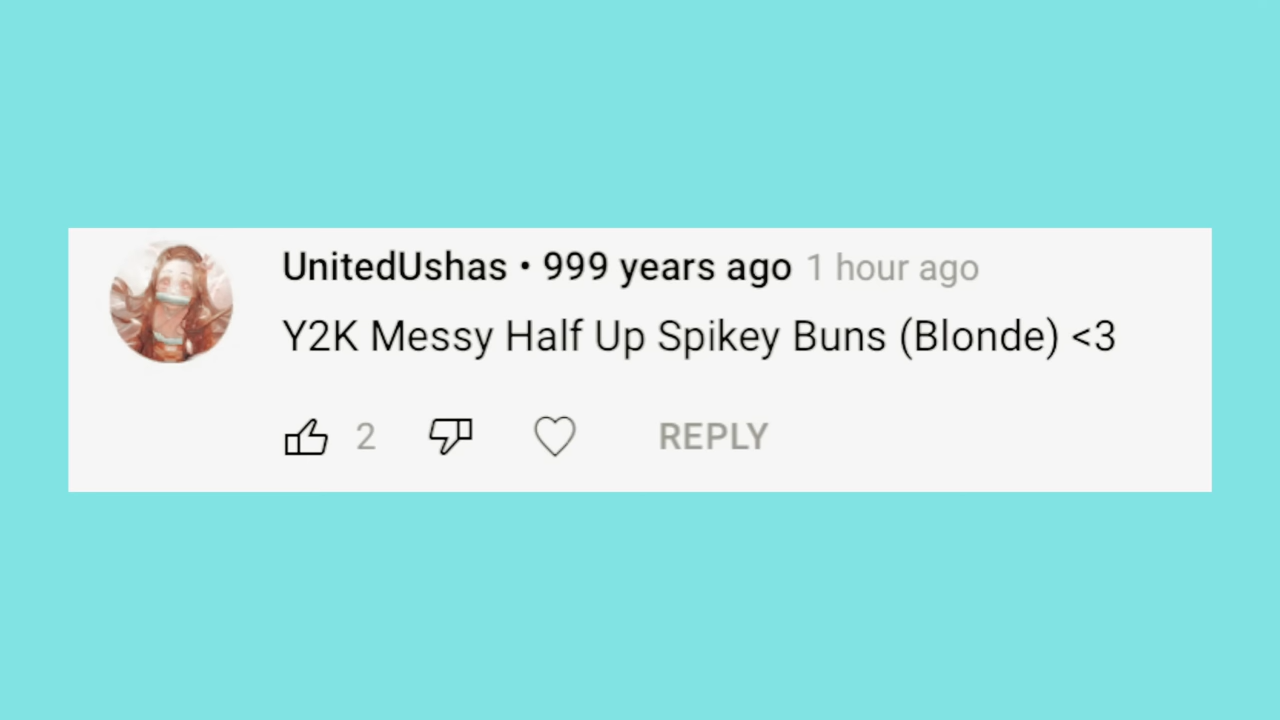 UnitedUshas • 999 years ago 1 hour ago
Y2K Messy Half Up Spikey Buns (Blonde) <3
2 REPLY